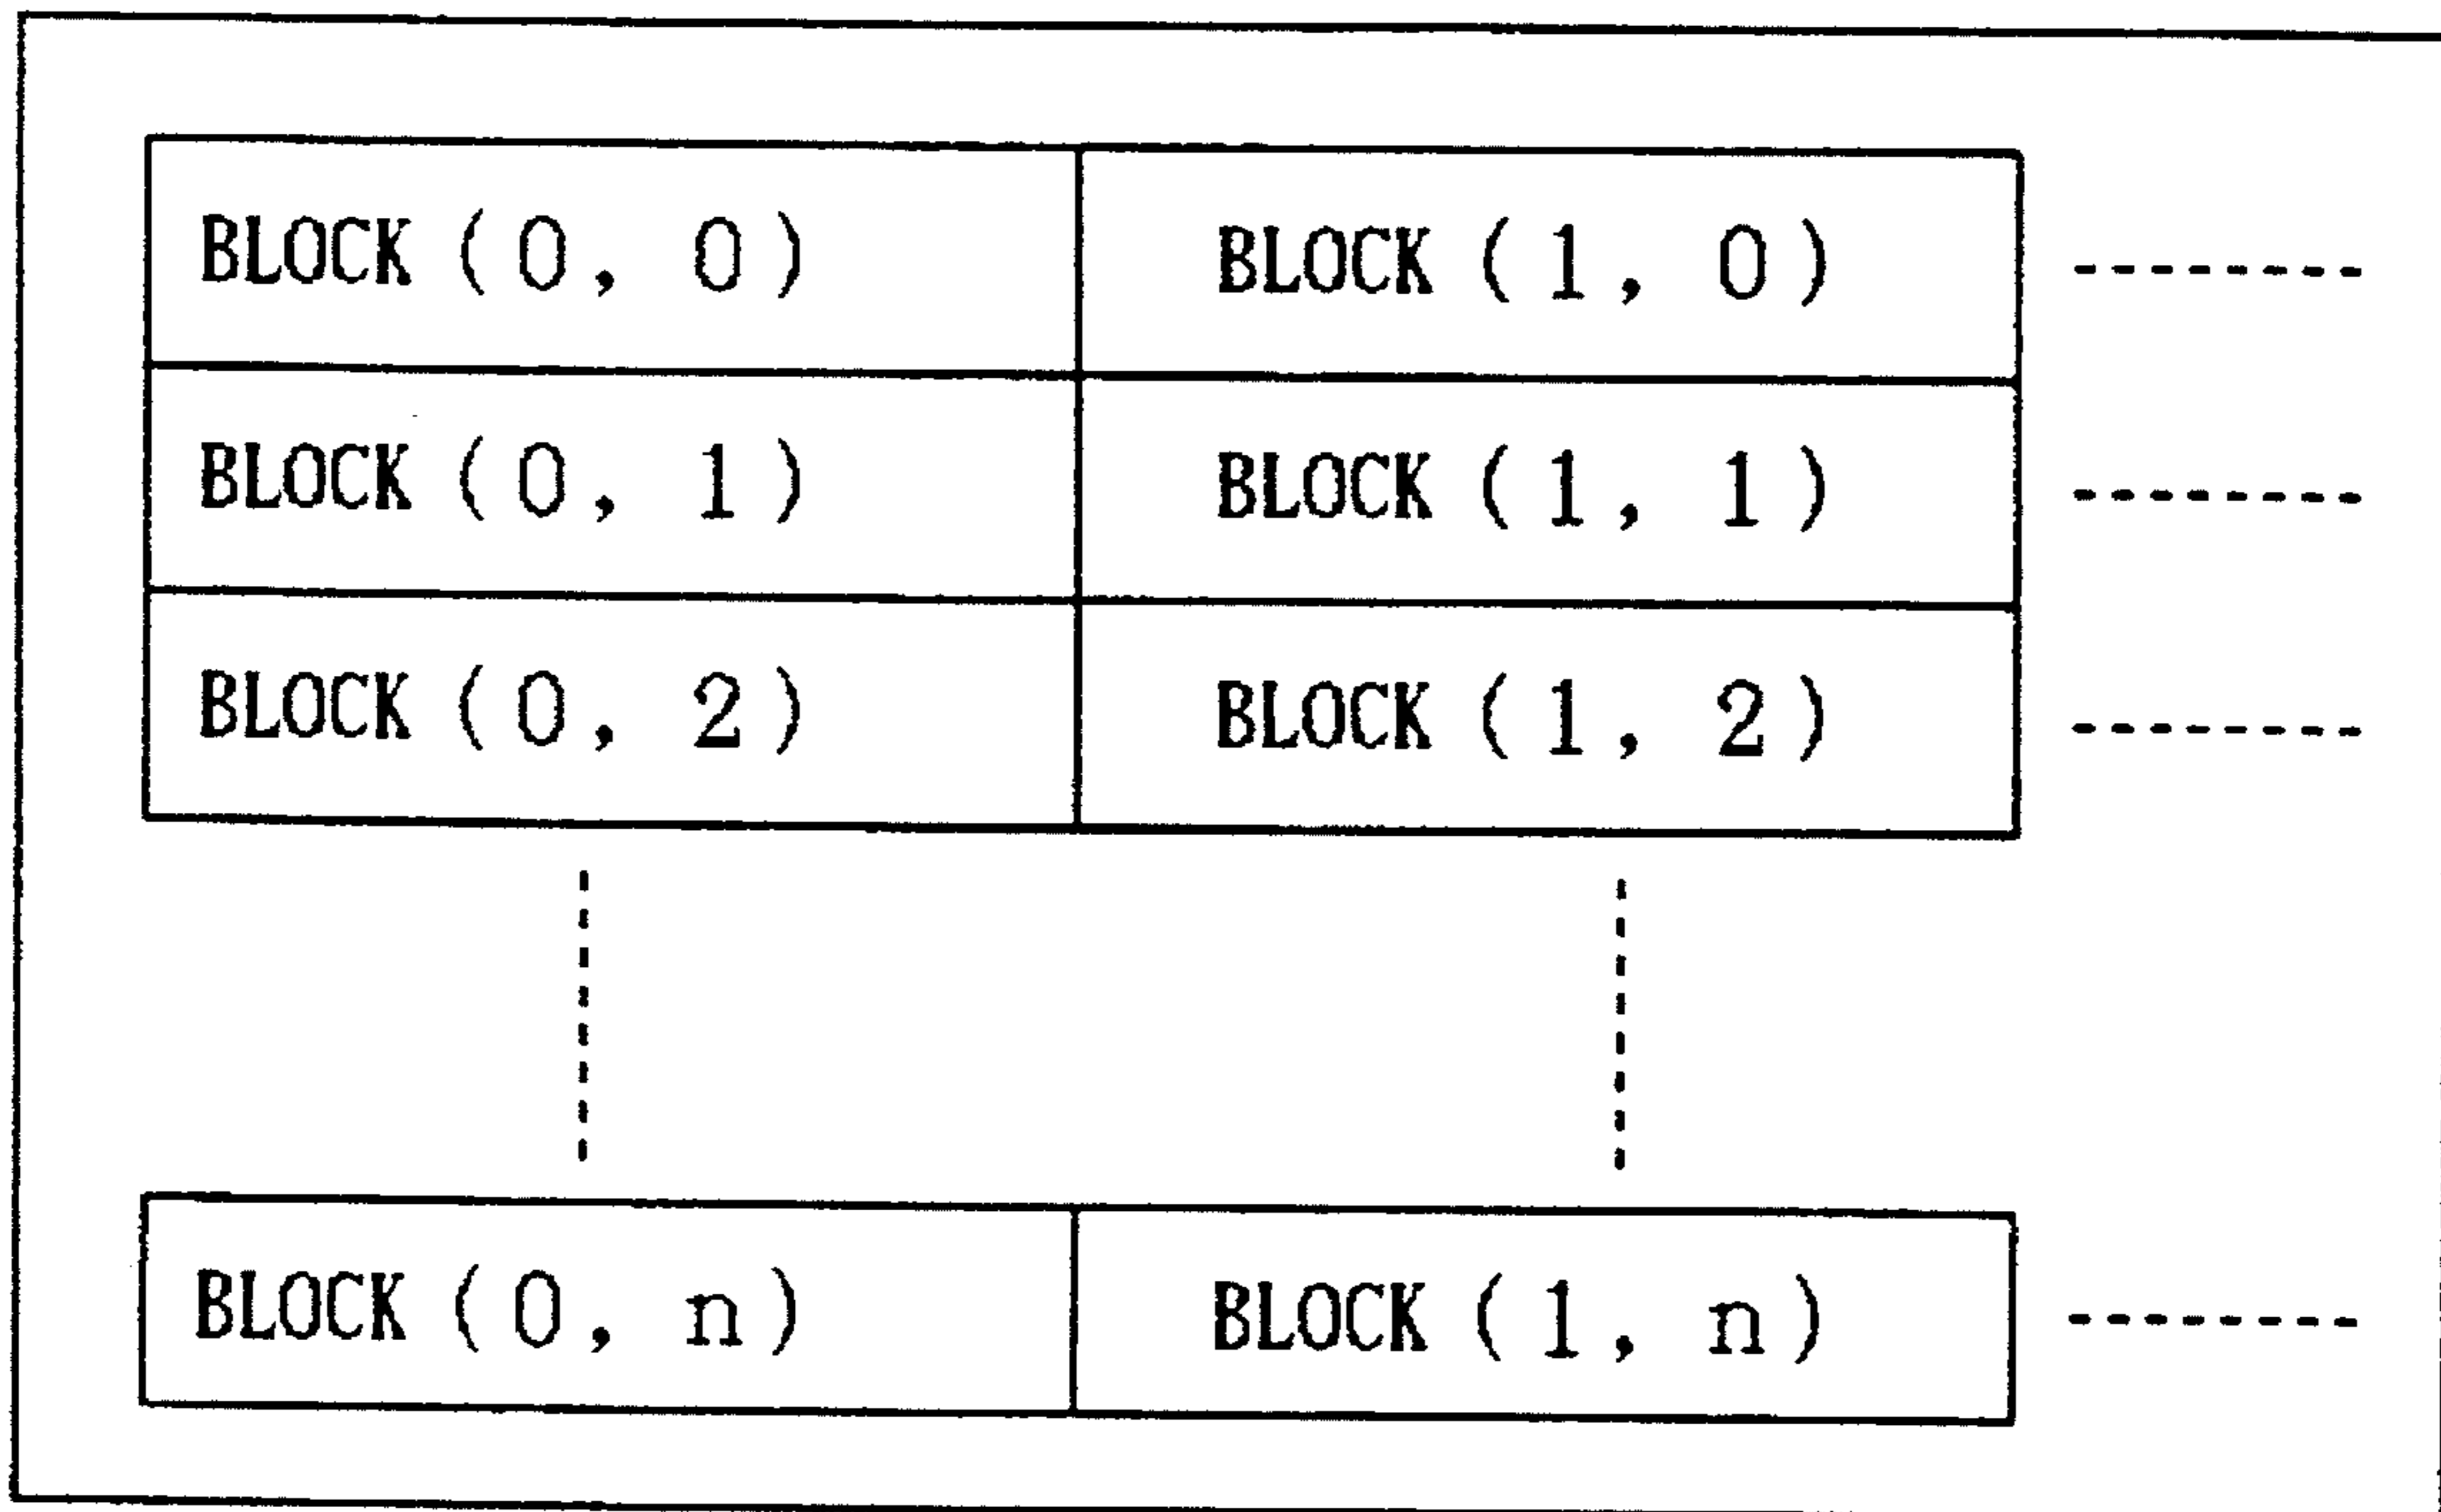 BLOCK (0, 0) BLOCK (1, 0)
BLOCK (0, 1) BLOCK (1, 1)
BLOCK (0, 2) BLOCK (1, 2)
BLOCK (0, n) BLOCK (1, n)